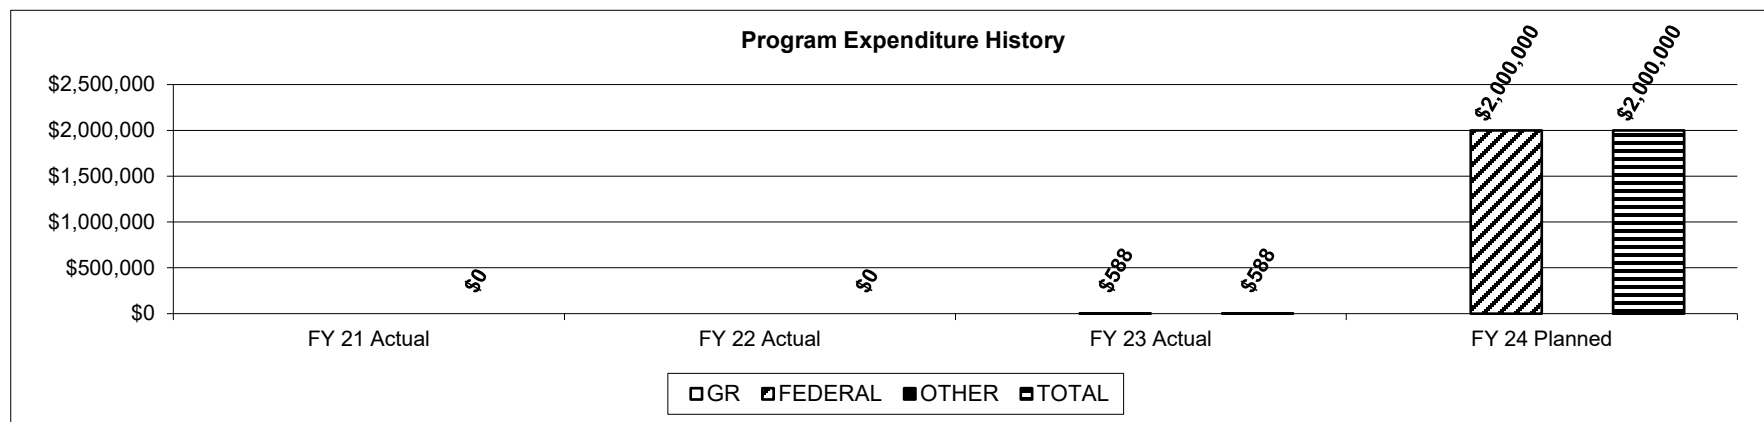 Program Expenditure History
$2,500,000
$2,000,000
$1,500,000
$1,000,000
$500,000
$0
$0
$0
$588
$588
$2,000,000
$2,000,000
FY 21 Actual
FY 22 Actual
FY 23 Actual
FY 24 Planned
GR FEDERAL OTHER TOTAL